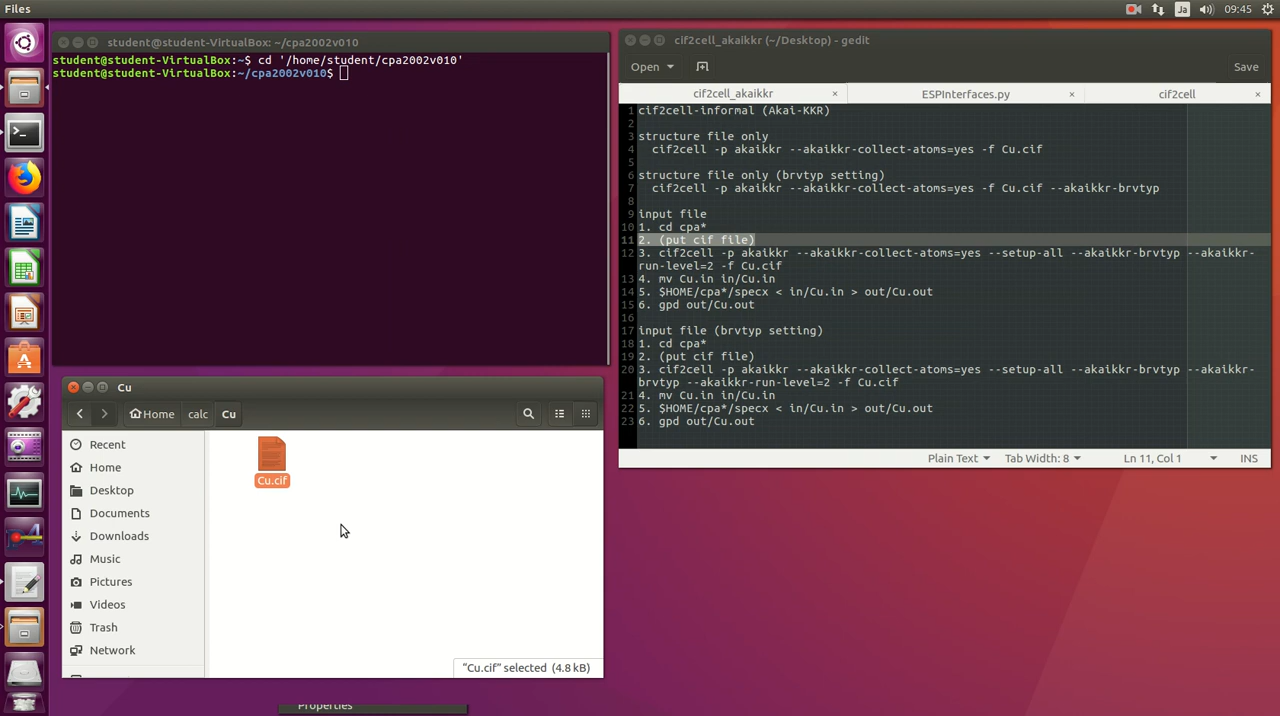 Files
Ja
09:45
student@student-VirtualBox: ~/cpa2002v010
student@student-VirtualBox:~$ cd '/home/student/cpa2002v010'
student@student-VirtualBox:~/cpa2002v010$
cif2cell_akaikkr (~/Desktop) - gedit
Open
Save
cif2cell_akaikkr
×
ESPInterfaces.py
×
cif2cell
×
1 cif2cell-informal (Akai-KKR)
2
3 structure file only
4 cif2cell -p akaikkr --akaikkr-collect-atoms=yes -f Cu.cif
5
6 structure file only (brvtyp setting)
7 cif2cell -p akaikkr --akaikkr-collect-atoms=yes -f Cu.cif --akaikkr-brvtyp
8
9 input file
10 1. cd cpa*
11 2. (put cif file)
12 3. cif2cell -p akaikkr --akaikkr-collect-atoms=yes --setup-all --akaikkr-brvtyp --akaikkr-
run-level=2 -f Cu.cif
13 4. mv Cu.in in/Cu.in
14 5. $HOME/cpa*/specx < in/Cu.in > out/Cu.out
15 6. gpd out/Cu.out
16
17 input file (brvtyp setting)
18 1. cd cpa*
19 2. (put cif file)
20 3. cif2cell -p akaikkr --akaikkr-collect-atoms=yes --setup-all --akaikkr-brvtyp --akaikkr-
brvtyp --akaikkr-run-level=2 -f Cu.cif
21 4. mv Cu.in in/Cu.in
22 5. $HOME/cpa*/specx < in/Cu.in > out/Cu.out
23 6. gpd out/Cu.out
Plain Text
Tab Width: 8
Ln 11, Col 1
INS
Cu
Home
calc
Cu
Recent
Home
Desktop
Documents
Downloads
Music
Pictures
Videos
Trash
Network
Cu.cif
"Cu.cif" selected (4.8 kB)
Properties